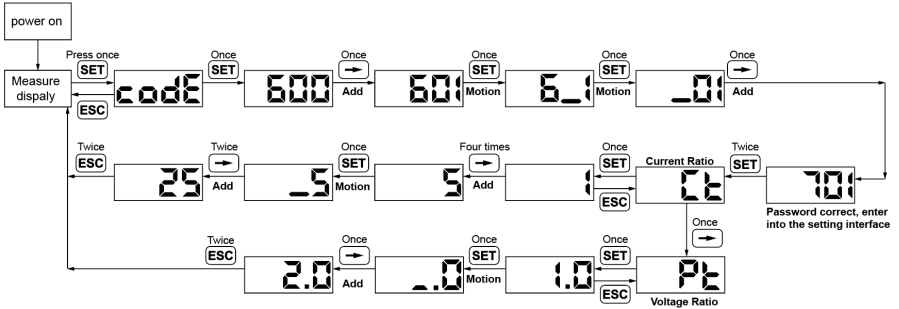 power on
Press once
SET
Measure
dispaly
ESC
codE
Once
SET
600
Once
→
Add
601
Once
SET
Motion
6_1
Once
SET
Motion
_01
Once
→
Add
Twice
ESC
25
Twice
→
Add
_5
Once
SET
Motion
5
Four times
→
Add
1
Once
SET
ESC
Current Ratio
Ct
Twice
SET
701
Password correct, enter
into the setting interface
Once
→
Twice
ESC
2.0
Once
→
Add
_.0
Once
SET
Motion
1.0
Once
SET
ESC
Pt
Voltage Ratio